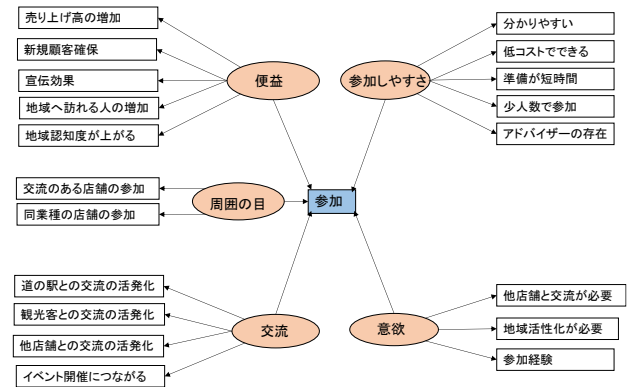 売り上げ高の増加
新規顧客確保
宣伝効果
地域へ訪れる人の増加
地域認知度が上がる
便益
参加しやすさ
分かりやすい
低コストでできる
準備が短時間
少人数で参加
アドバイザーの存在
交流のある店舗の参加
同業種の店舗の参加
周囲の目
参加
道の駅との交流の活発化
観光客との交流の活発化
他店舗との交流の活発化
イベント開催につながる
交流
意欲
他店舗と交流が必要
地域活性化が必要
参加経験